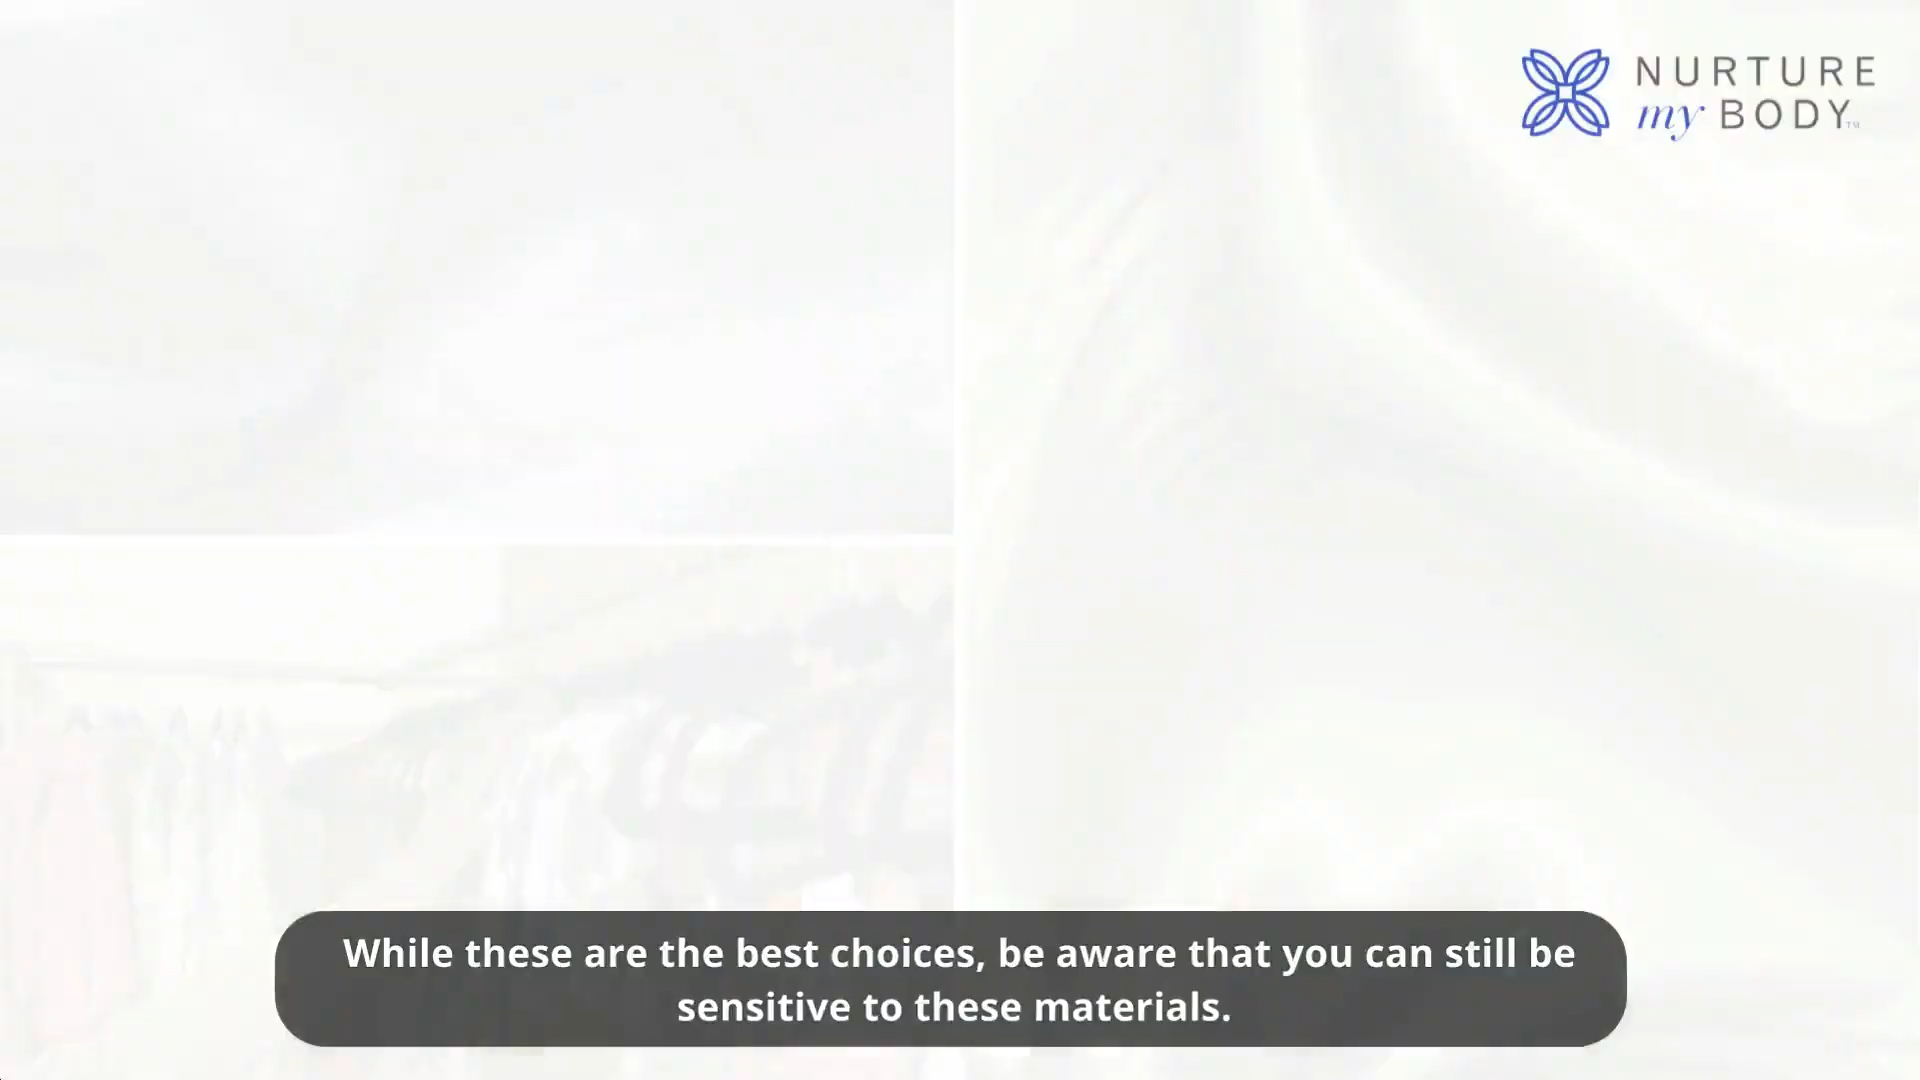 NURTURE
my BODY™
While these are the best choices, be aware that you can still be
sensitive to these materials.